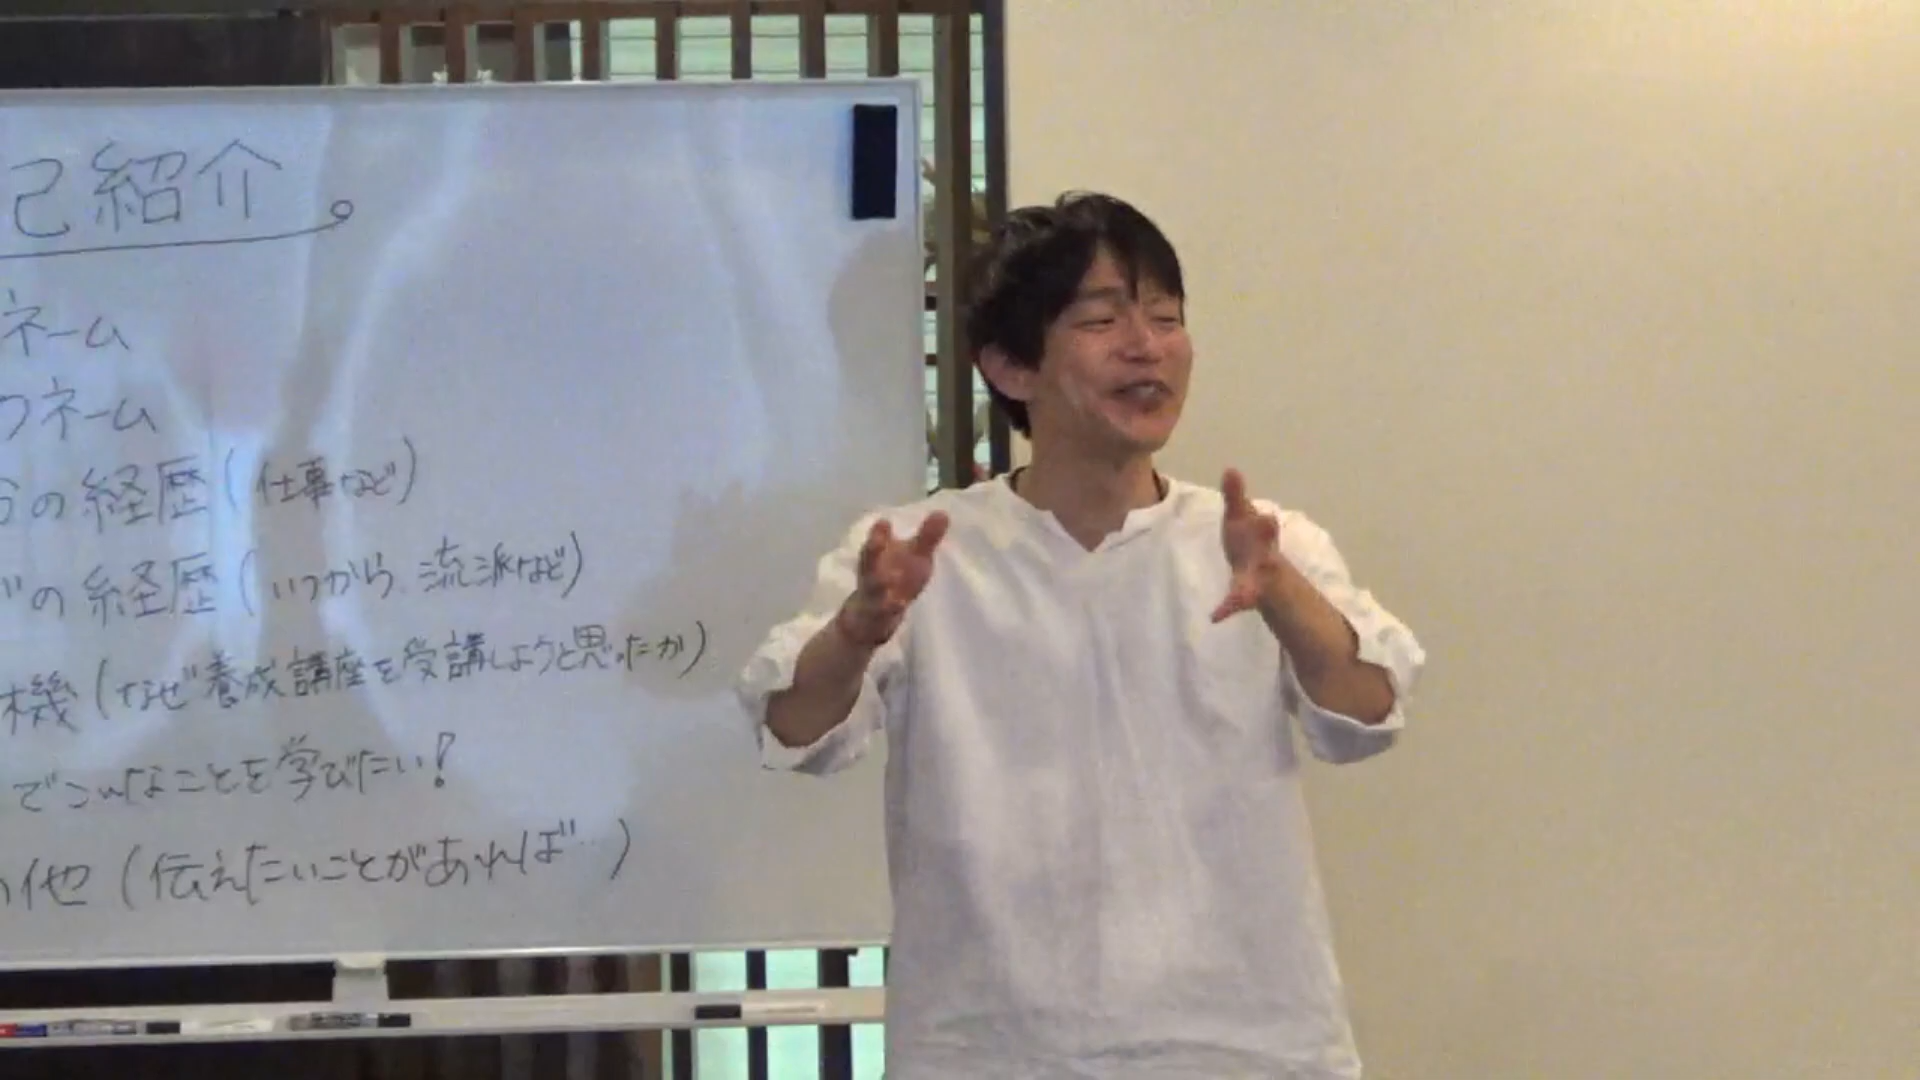 己紹介
ネーム
クネーム
分の経歴(仕事など)
の経歴(いつから、流派など)
機(なぜ養成講座を受講しようと思ったか)
でこんなことを学びたい!
の他(伝えたいことがあれば…)